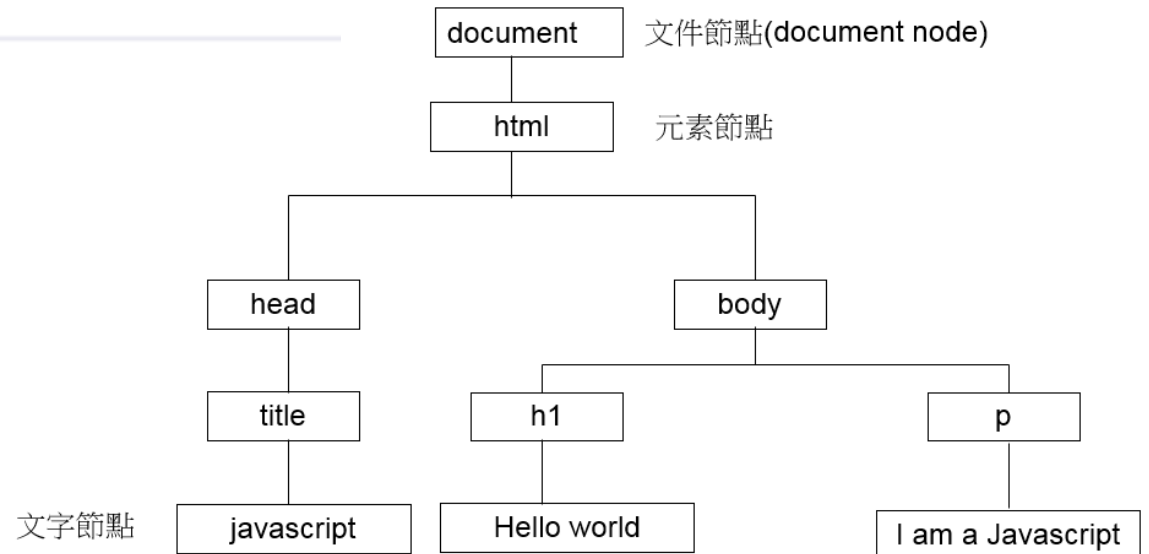 document 文件節點(document node)
html 元素節點
head body
title h1 p
文字節點 javascript Hello world I am a Javascript